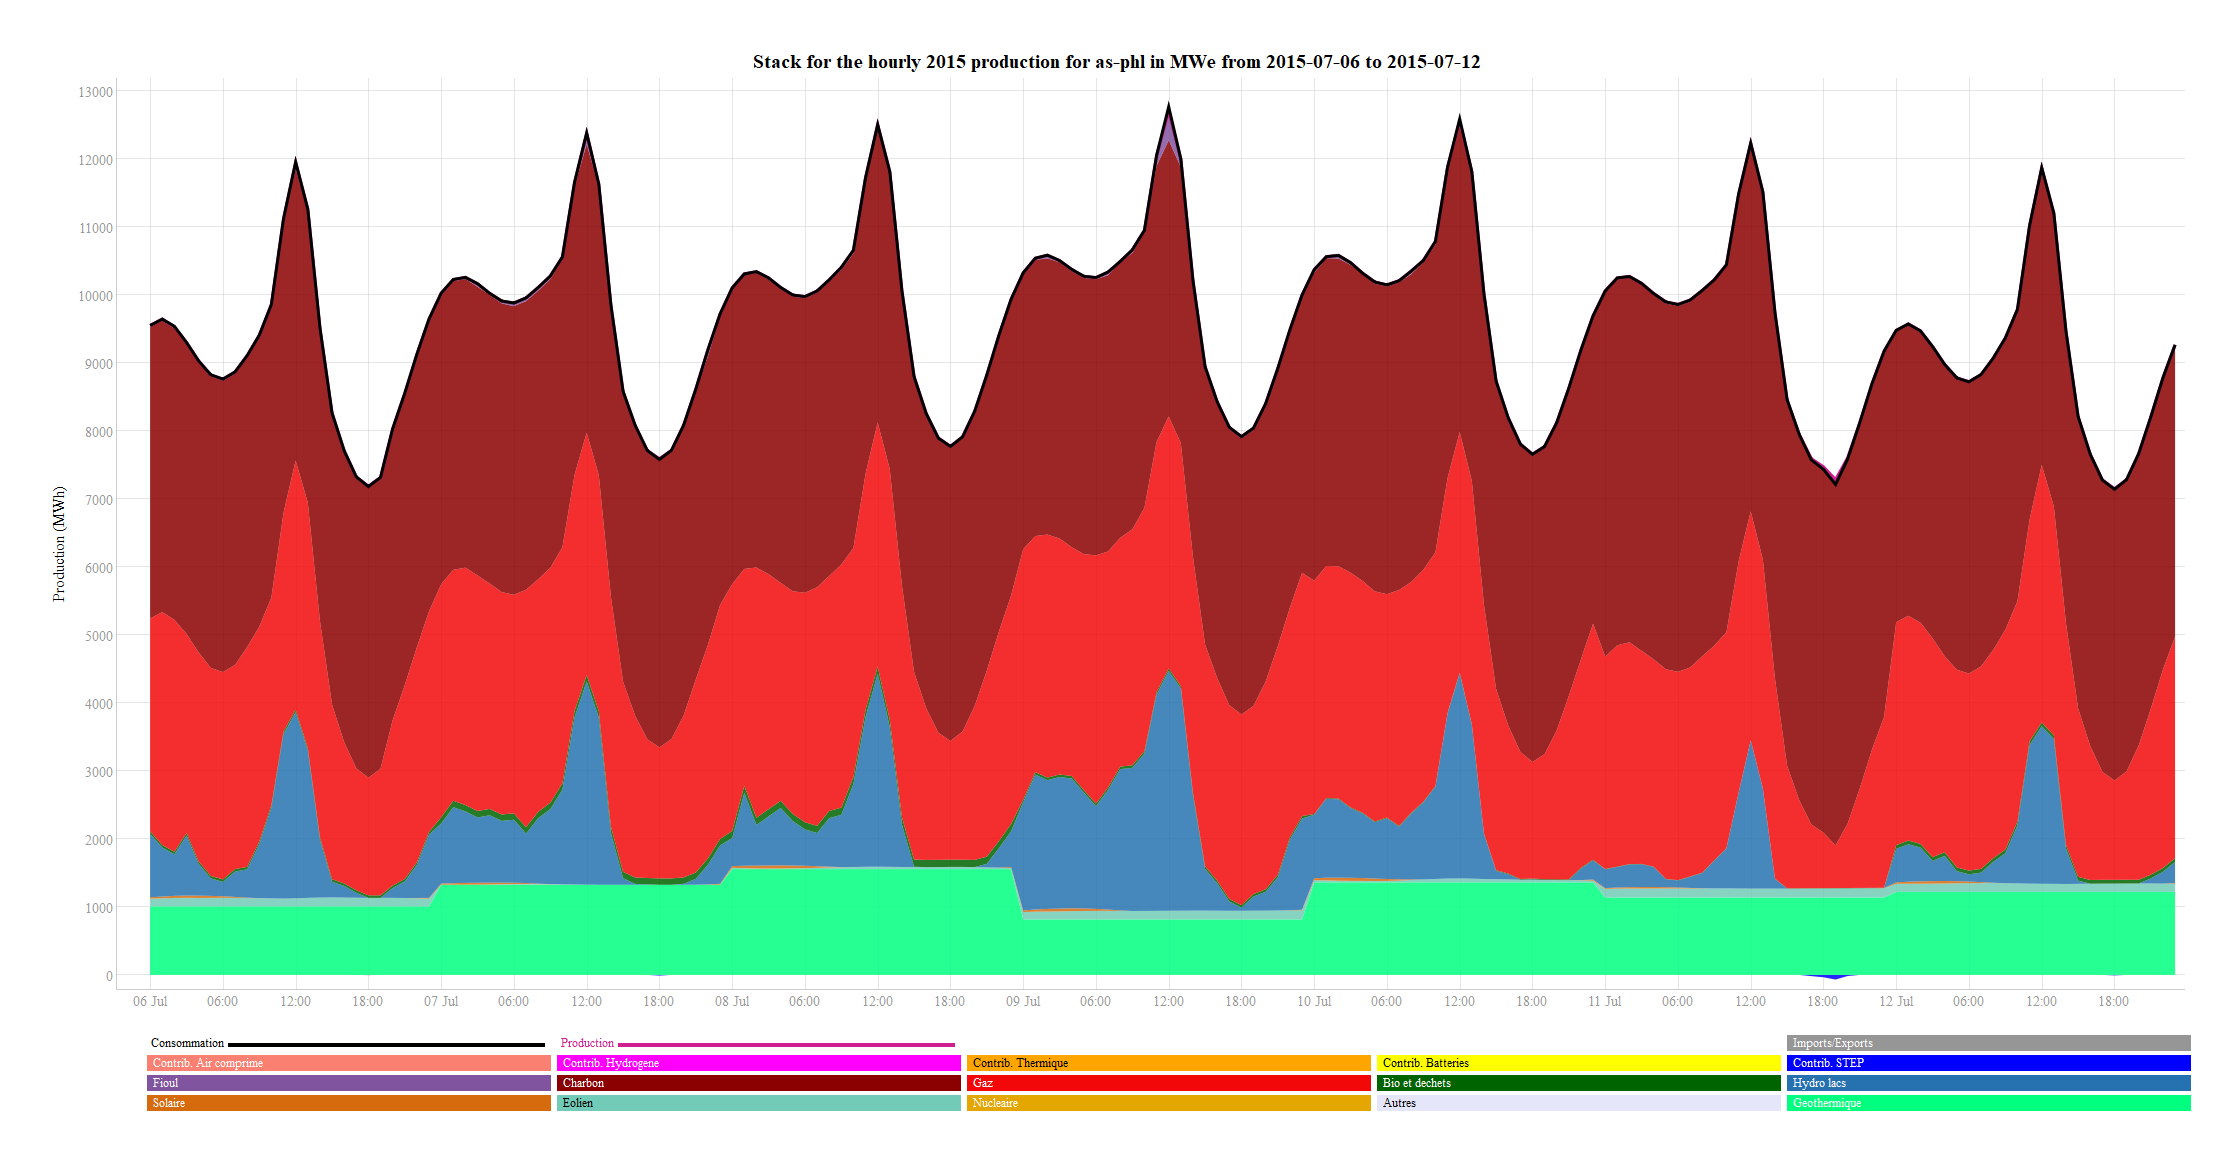 Stack for the hourly 2015 production for as-phl in MWe from 2015-07-06 to 2015-07-12
13000
12000
11000
10000
9000
8000
7000
6000
5000
4000
3000
2000
1000
0
Production (MWh)
06 Jul 06:00 12:00 18:00 07 Jul 06:00 12:00 18:00 08 Jul 06:00 12:00 18:00 09 Jul 06:00 12:00 18:00 10 Jul 06:00 12:00 18:00 11 Jul 06:00 12:00 18:00 12 Jul 06:00 12:00 18:00
Consommation Production Imports/Exports
Contrib. Air comprime Contrib. Hydrogene Contrib. Thermique Contrib. Batteries Contrib. STEP
Fioul Charbon Gaz Bio et dechets Hydro lacs
Solaire Eolien Nucleaire Autres Geothermique